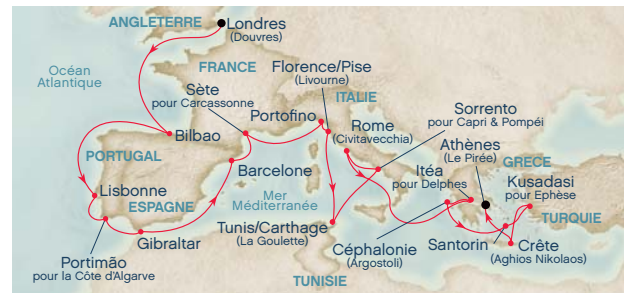 ANGLETERRE
Londres
(Douvres)
Océan
Atlantique
FRANCE
Sète
pour Carcassonne
Florence/Pise
(Livourne)
ITALIE
Portofino
Rome
(Civitavecchia)
Sorrento
pour Capri & Pompéi
Athènes
(Le Pirée)
Bilbao
PORTUGAL
Barcelone
Itéa
pour Delphes
GRECE
Kusadasi
pour Ephèse
Lisbonne
ESPAGNE
Mer
Méditerranée
TURQUIE
Gibraltar
Tunis/Carthage
(La Goulette)
Portimão
pour la Côte d'Algarve
Céphalonie
(Argostoli)
Santorin
Crête
(Aghios Nikolaos)
TUNISIE